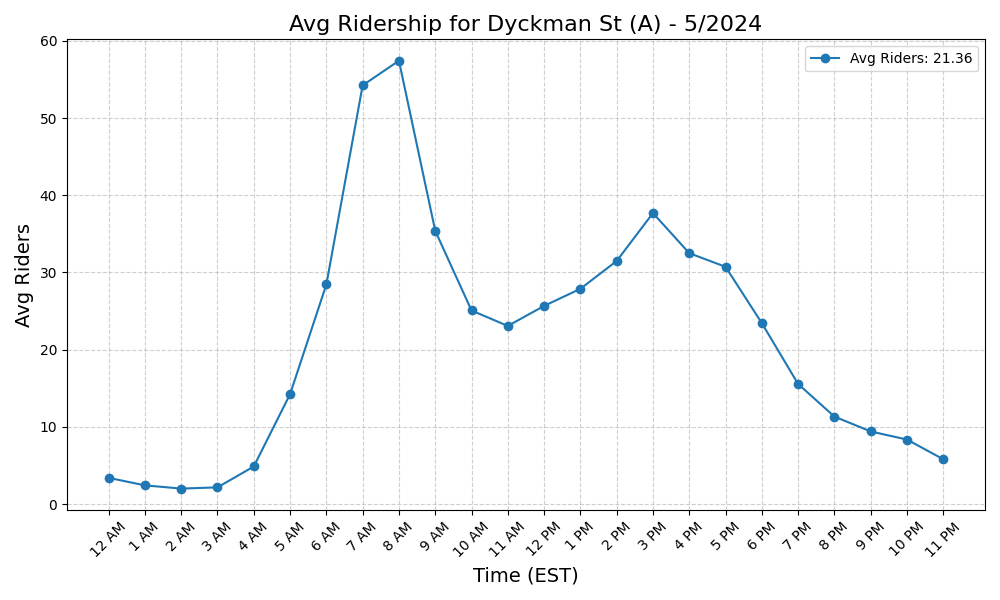 Avg Ridership for Dyckman St (A) - 5/2024
Avg Riders: 21.36
Avg Riders
60
50
40
30
20
10
0
12 AM
1 AM
2 AM
3 AM
4 AM
5 AM
6 AM
7 AM
8 AM
9 AM
10 AM
11 AM
12 PM
1 PM
2 PM
3 PM
4 PM
5 PM
6 PM
7 PM
8 PM
9 PM
10 PM
11 PM
Time (EST)